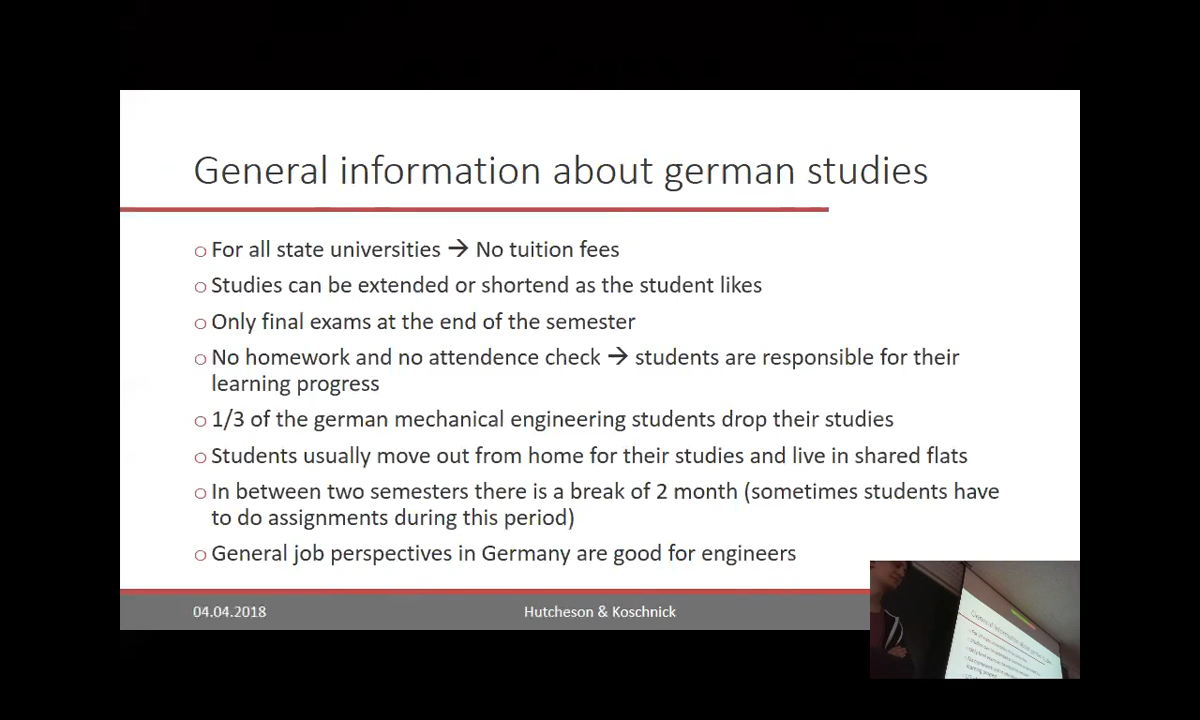 General information about german studies
○ For all state universities → No tuition fees
○ Studies can be extended or shortend as the student likes
○ Only final exams at the end of the semester
○ No homework and no attendence check → students are responsible for their
learning progress
○ 1/3 of the german mechanical engineering students drop their studies
○ Students usually move out from home for their studies and live in shared flats
○ In between two semesters there is a break of 2 month (sometimes students have
to do assignments during this period)
○ General job perspectives in Germany are good for engineers
04.04.2018
Hutcheson & Koschnick
General information about german studies